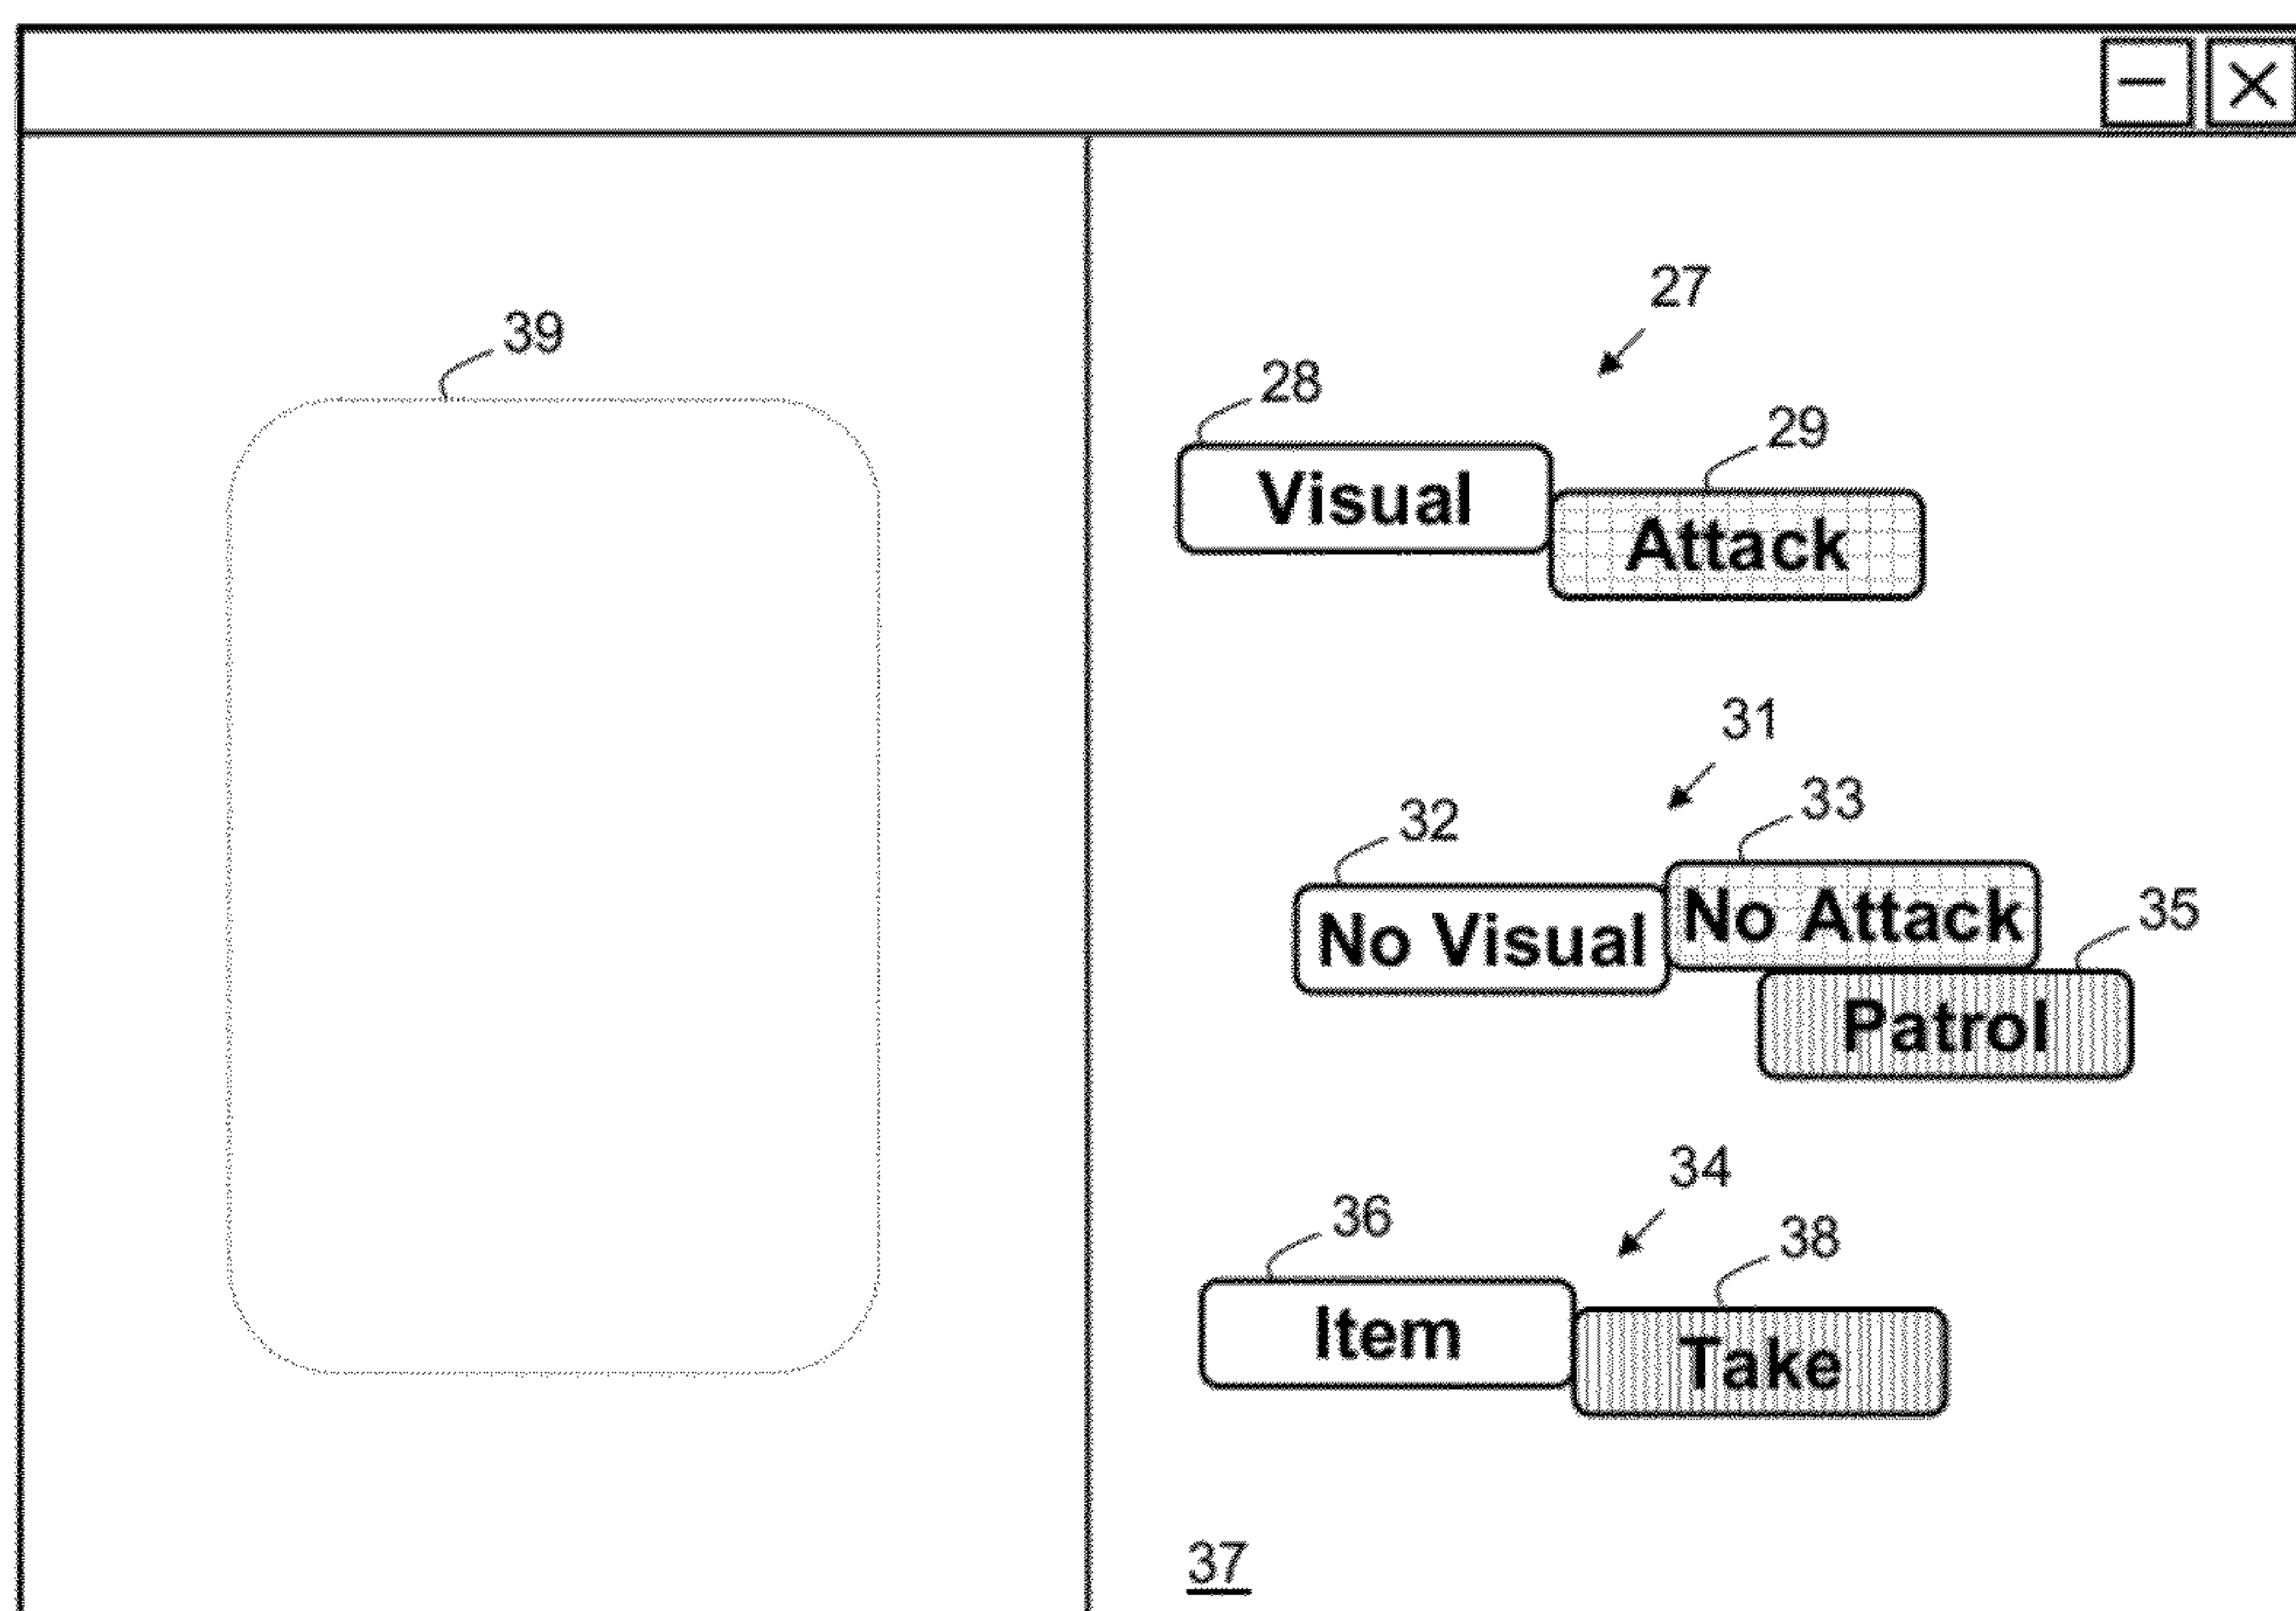 39
27
28
29
Visual
Attack
31
32
33
35
No Visual
No Attack
Patrol
34
36
38
Item
Take
37